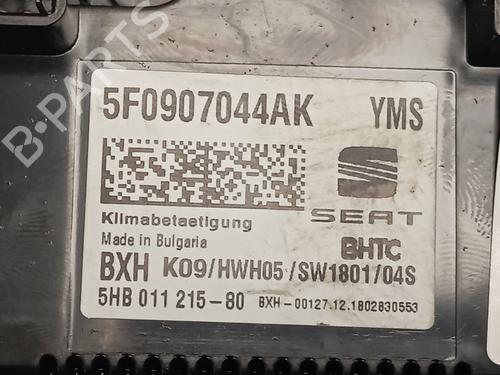 5F0907044AK YMS
SEAT
Klimabetaetigung
Made in Bulgaria BHTC
BXH K09/HWH05/SW1801/04S
5HB 011 215-80 BXH-00127.12.1802830553
B-PARTS